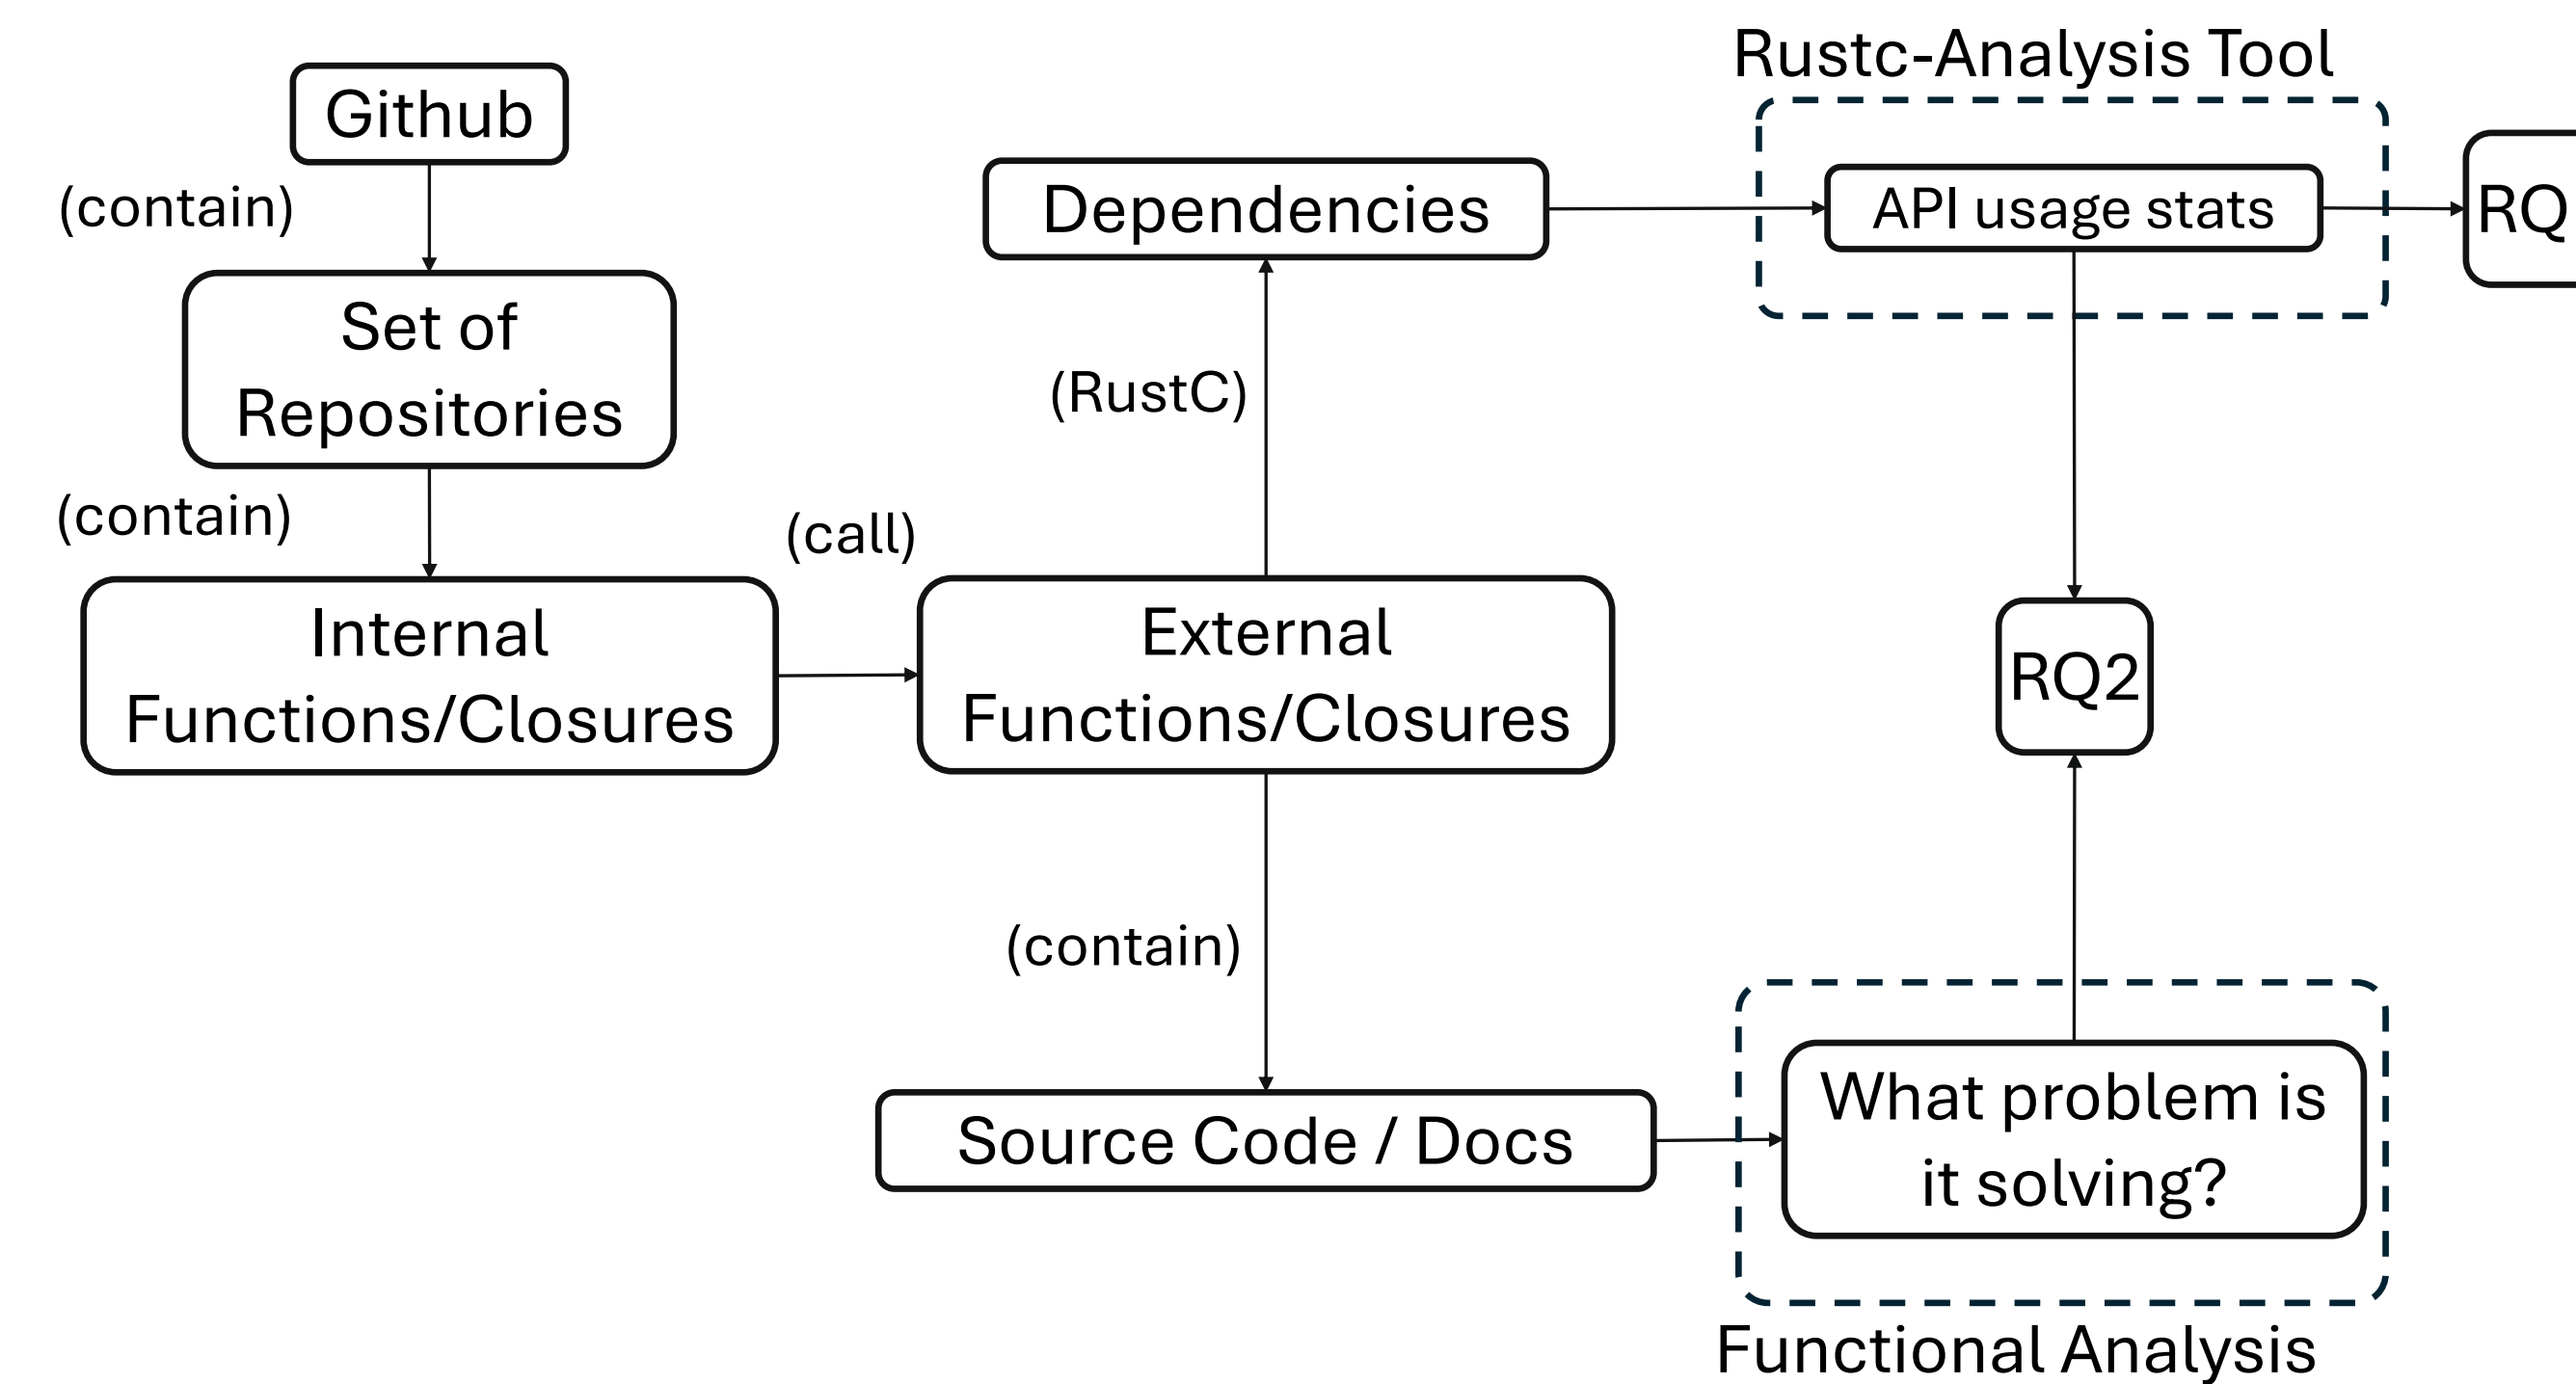 Github
(contain)
Set of
Repositories
(contain)
Internal
Functions/Closures
(call)
External
Functions/Closures
(RustC)
Dependencies
Rustc-Analysis Tool
API usage stats
RQ
RQ2
(contain)
Source Code / Docs
What problem is
it solving?
Functional Analysis